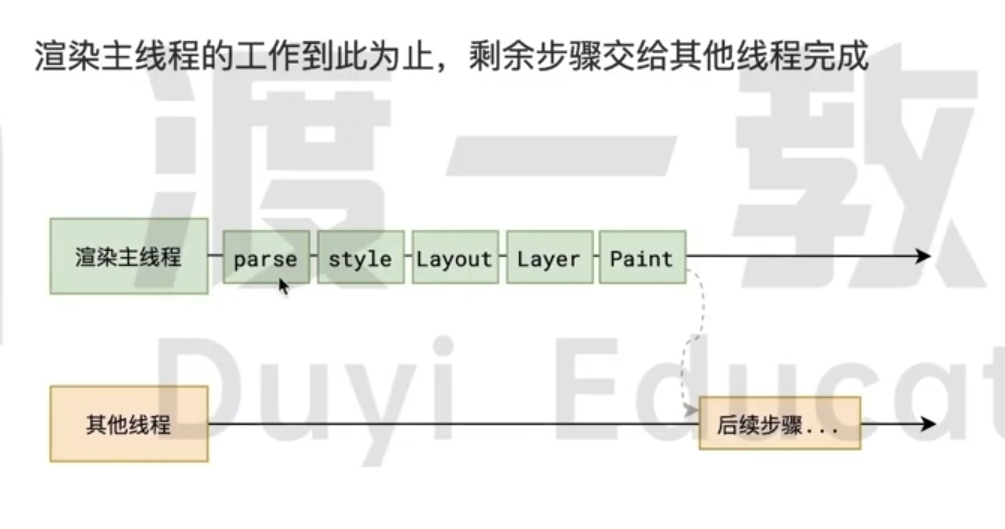 渲染主线程的工作到此为止，剩余步骤交给其他线程完成
渡一教
渲染主线程 parse style Layout Layer Paint
Duyi Educat
其他线程 后续步骤...